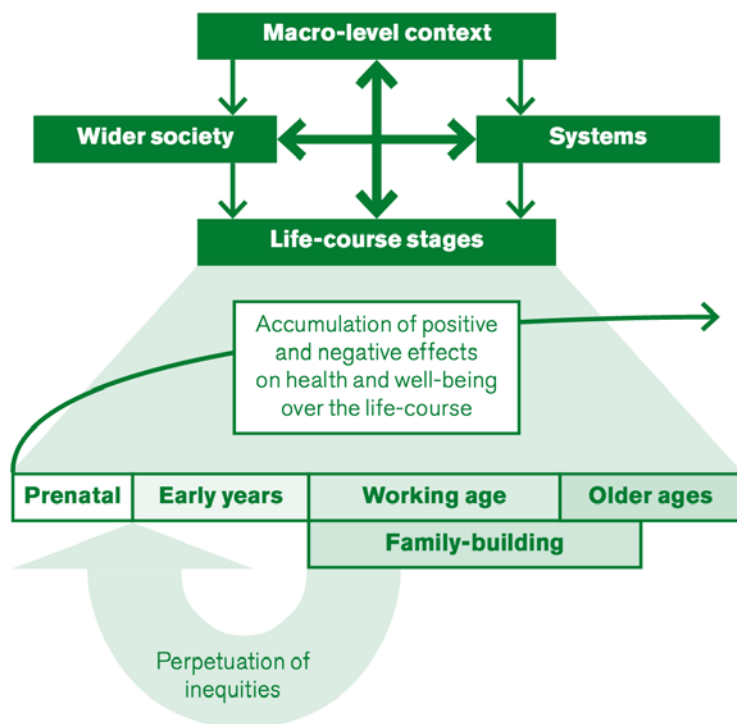 Macro-level context
Wider society
Systems
Life-course stages
Accumulation of positive
and negative effects
on health and well-being
over the life-course
Prenatal
Early years
Working age
Older ages
Family-building
Perpetuation of
inequities